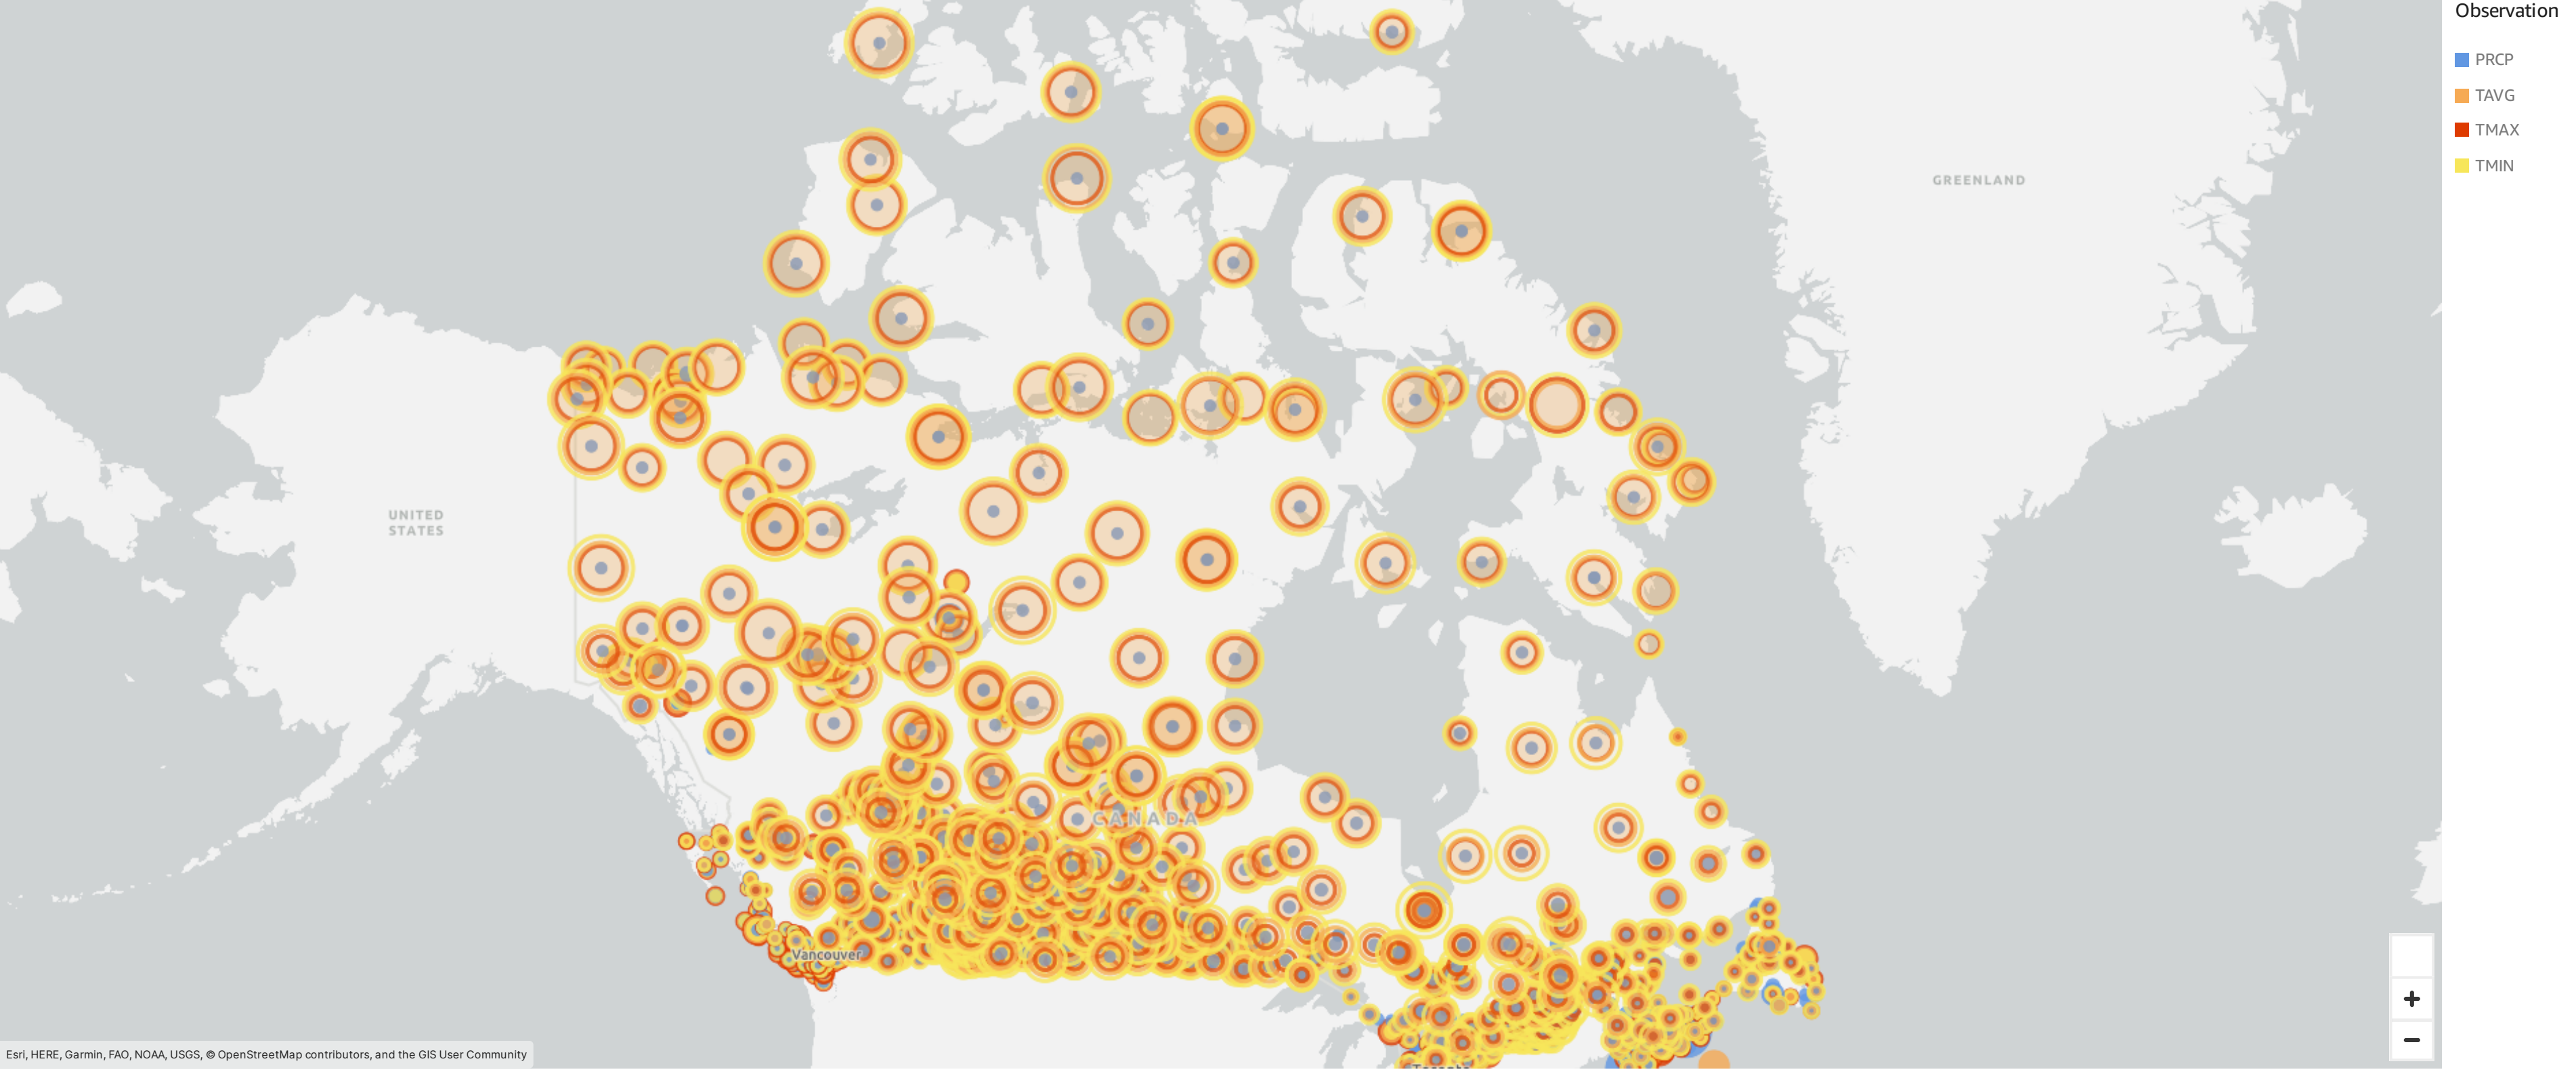 Observation
PRCP
TAVG
TMAX
TMIN
GREENLAND
UNITED
STATES
CANADA
Vancouver
+
−
Esri, HERE, Garmin, FAO, NOAA, USGS, © OpenStreetMap contributors, and the GIS User Community
Toronto